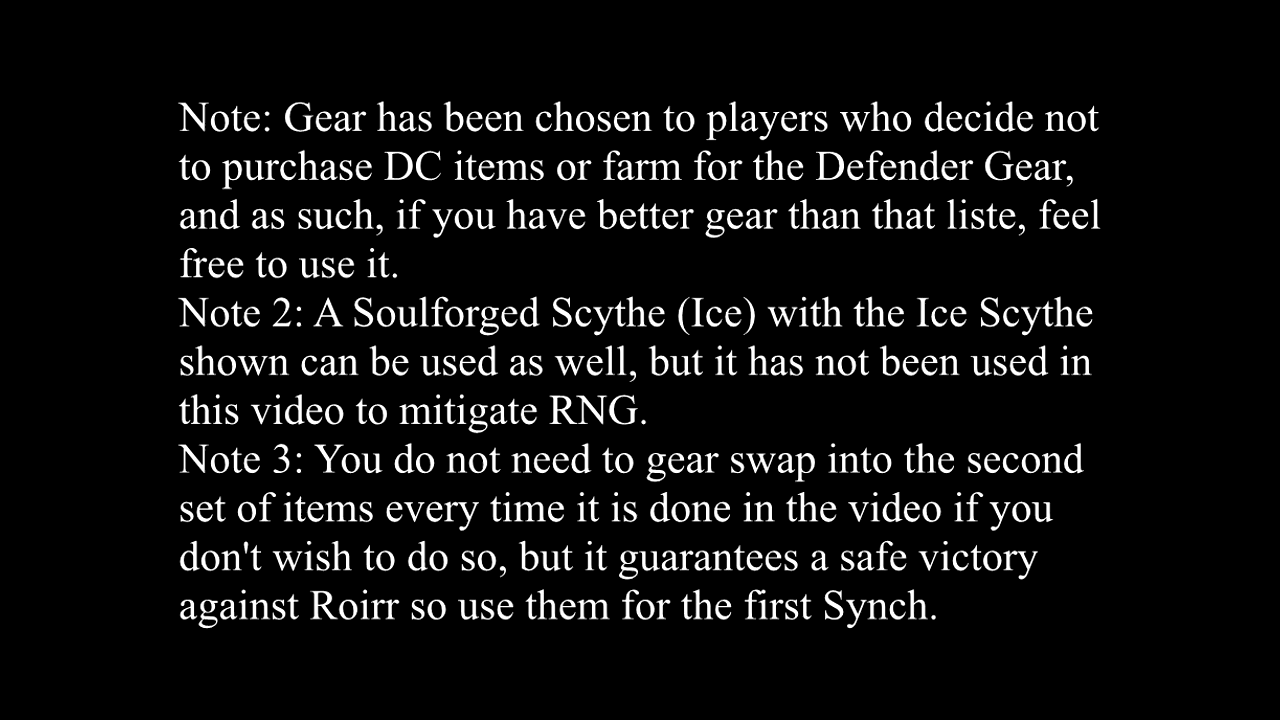 Note: Gear has been chosen to players who decide not
to purchase DC items or farm for the Defender Gear,
and as such, if you have better gear than that liste, feel
free to use it.
Note 2: A Soulforged Scythe (Ice) with the Ice Scythe
shown can be used as well, but it has not been used in
this video to mitigate RNG.
Note 3: You do not need to gear swap into the second
set of items every time it is done in the video if you
don't wish to do so, but it guarantees a safe victory
against Roirr so use them for the first Synch.